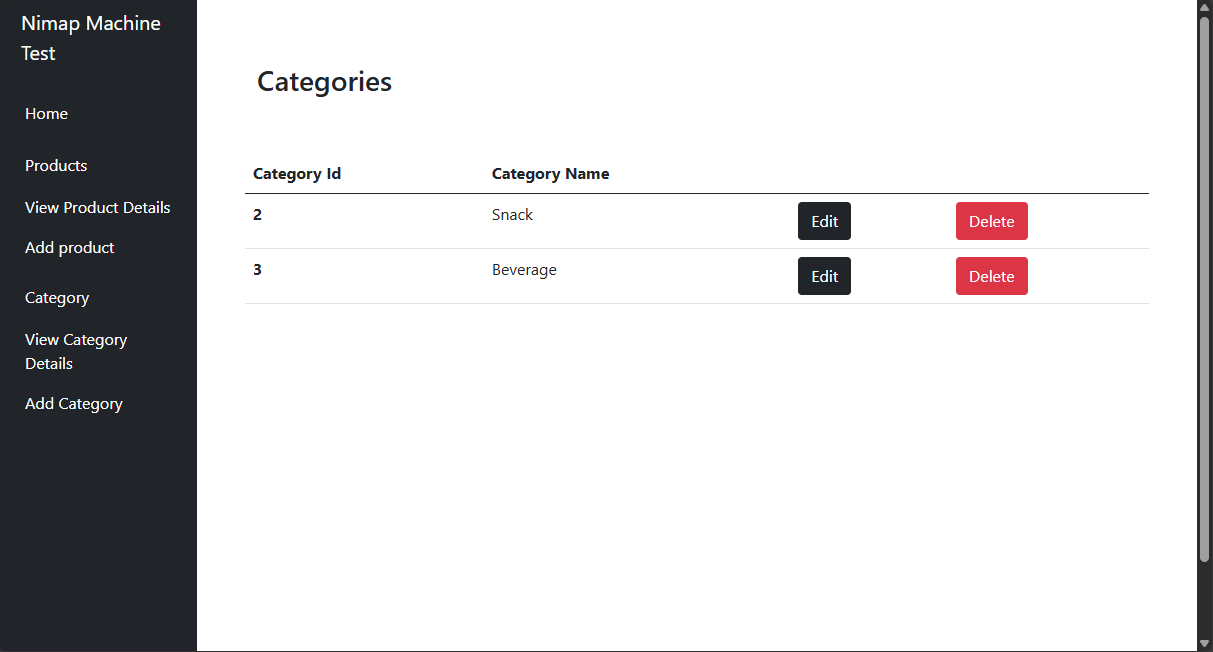 Nimap Machine
Test
Home
Products
View Product Details
Add product
Category
View Category
Details
Add Category
Categories
Category Id Category Name
2 Snack Edit Delete
3 Beverage Edit Delete